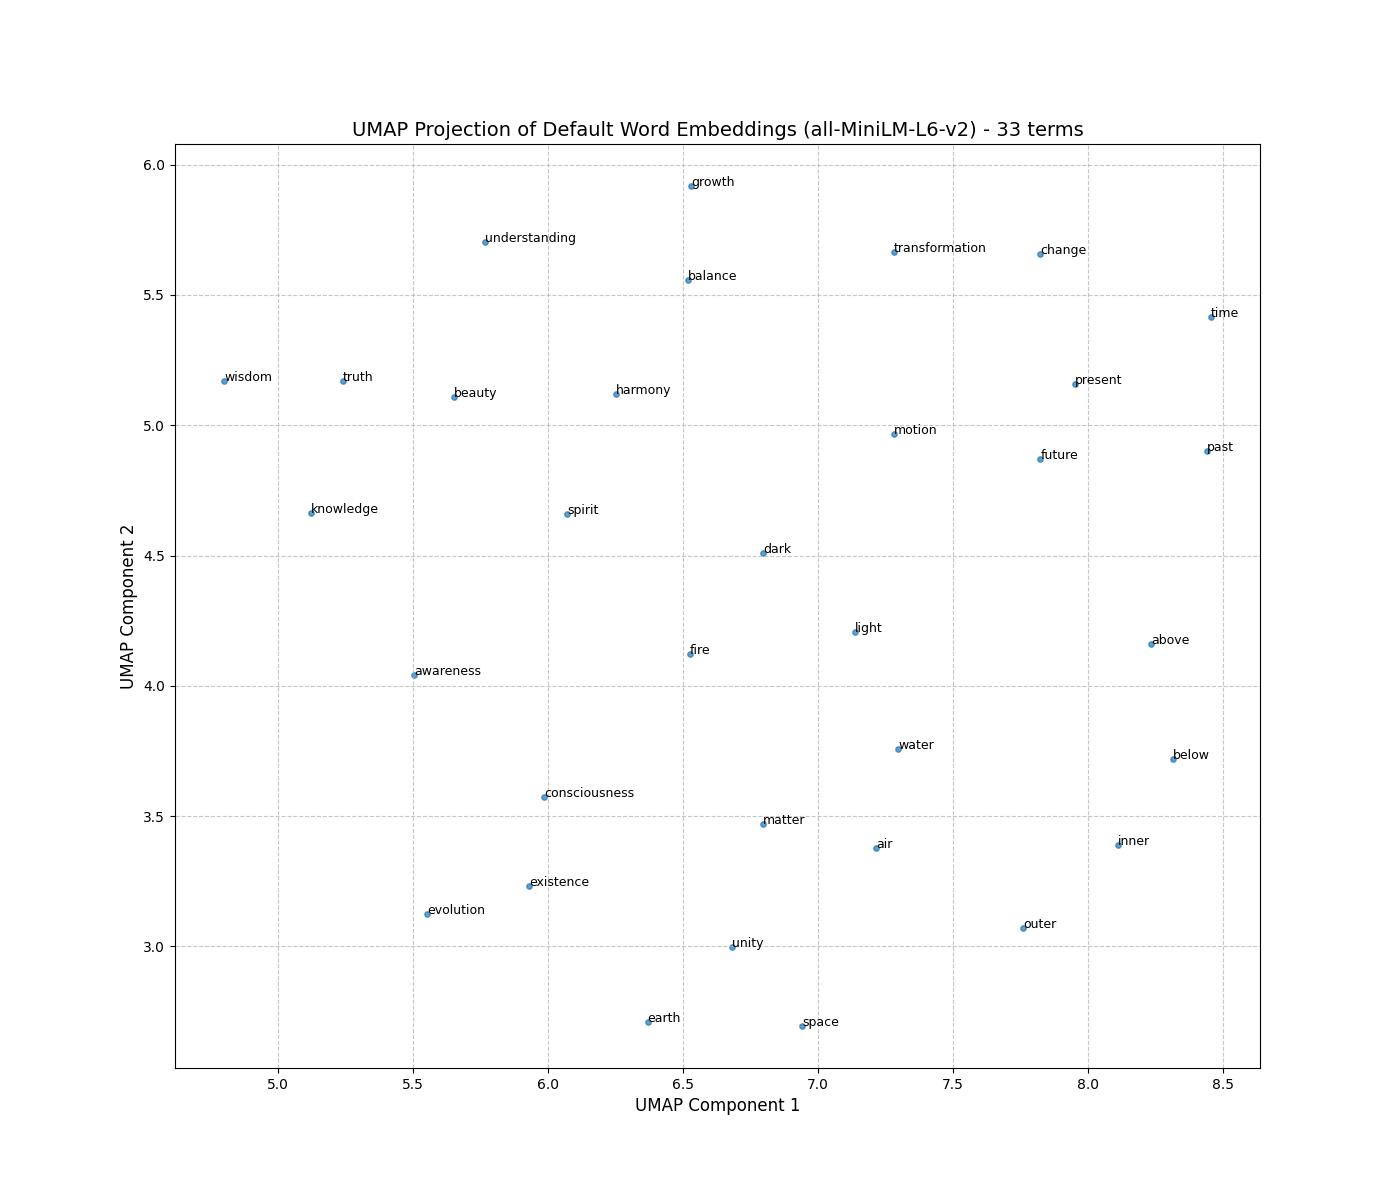 UMAP Projection of Default Word Embeddings (all-MiniLM-L6-v2) - 33 terms
6.0
growth
understanding
transformation
change
balance
5.5
time
wisdom
truth
present
beauty
harmony
5.0
motion
past
future
knowledge
spirit
4.5
dark
light
above
fire
awareness
4.0
water
below
consciousness
3.5
matter
inner
air
existence
evolution
outer
3.0
unity
earth
space
5.0 5.5 6.0 6.5 7.0 7.5 8.0 8.5
UMAP Component 1
UMAP Component 2